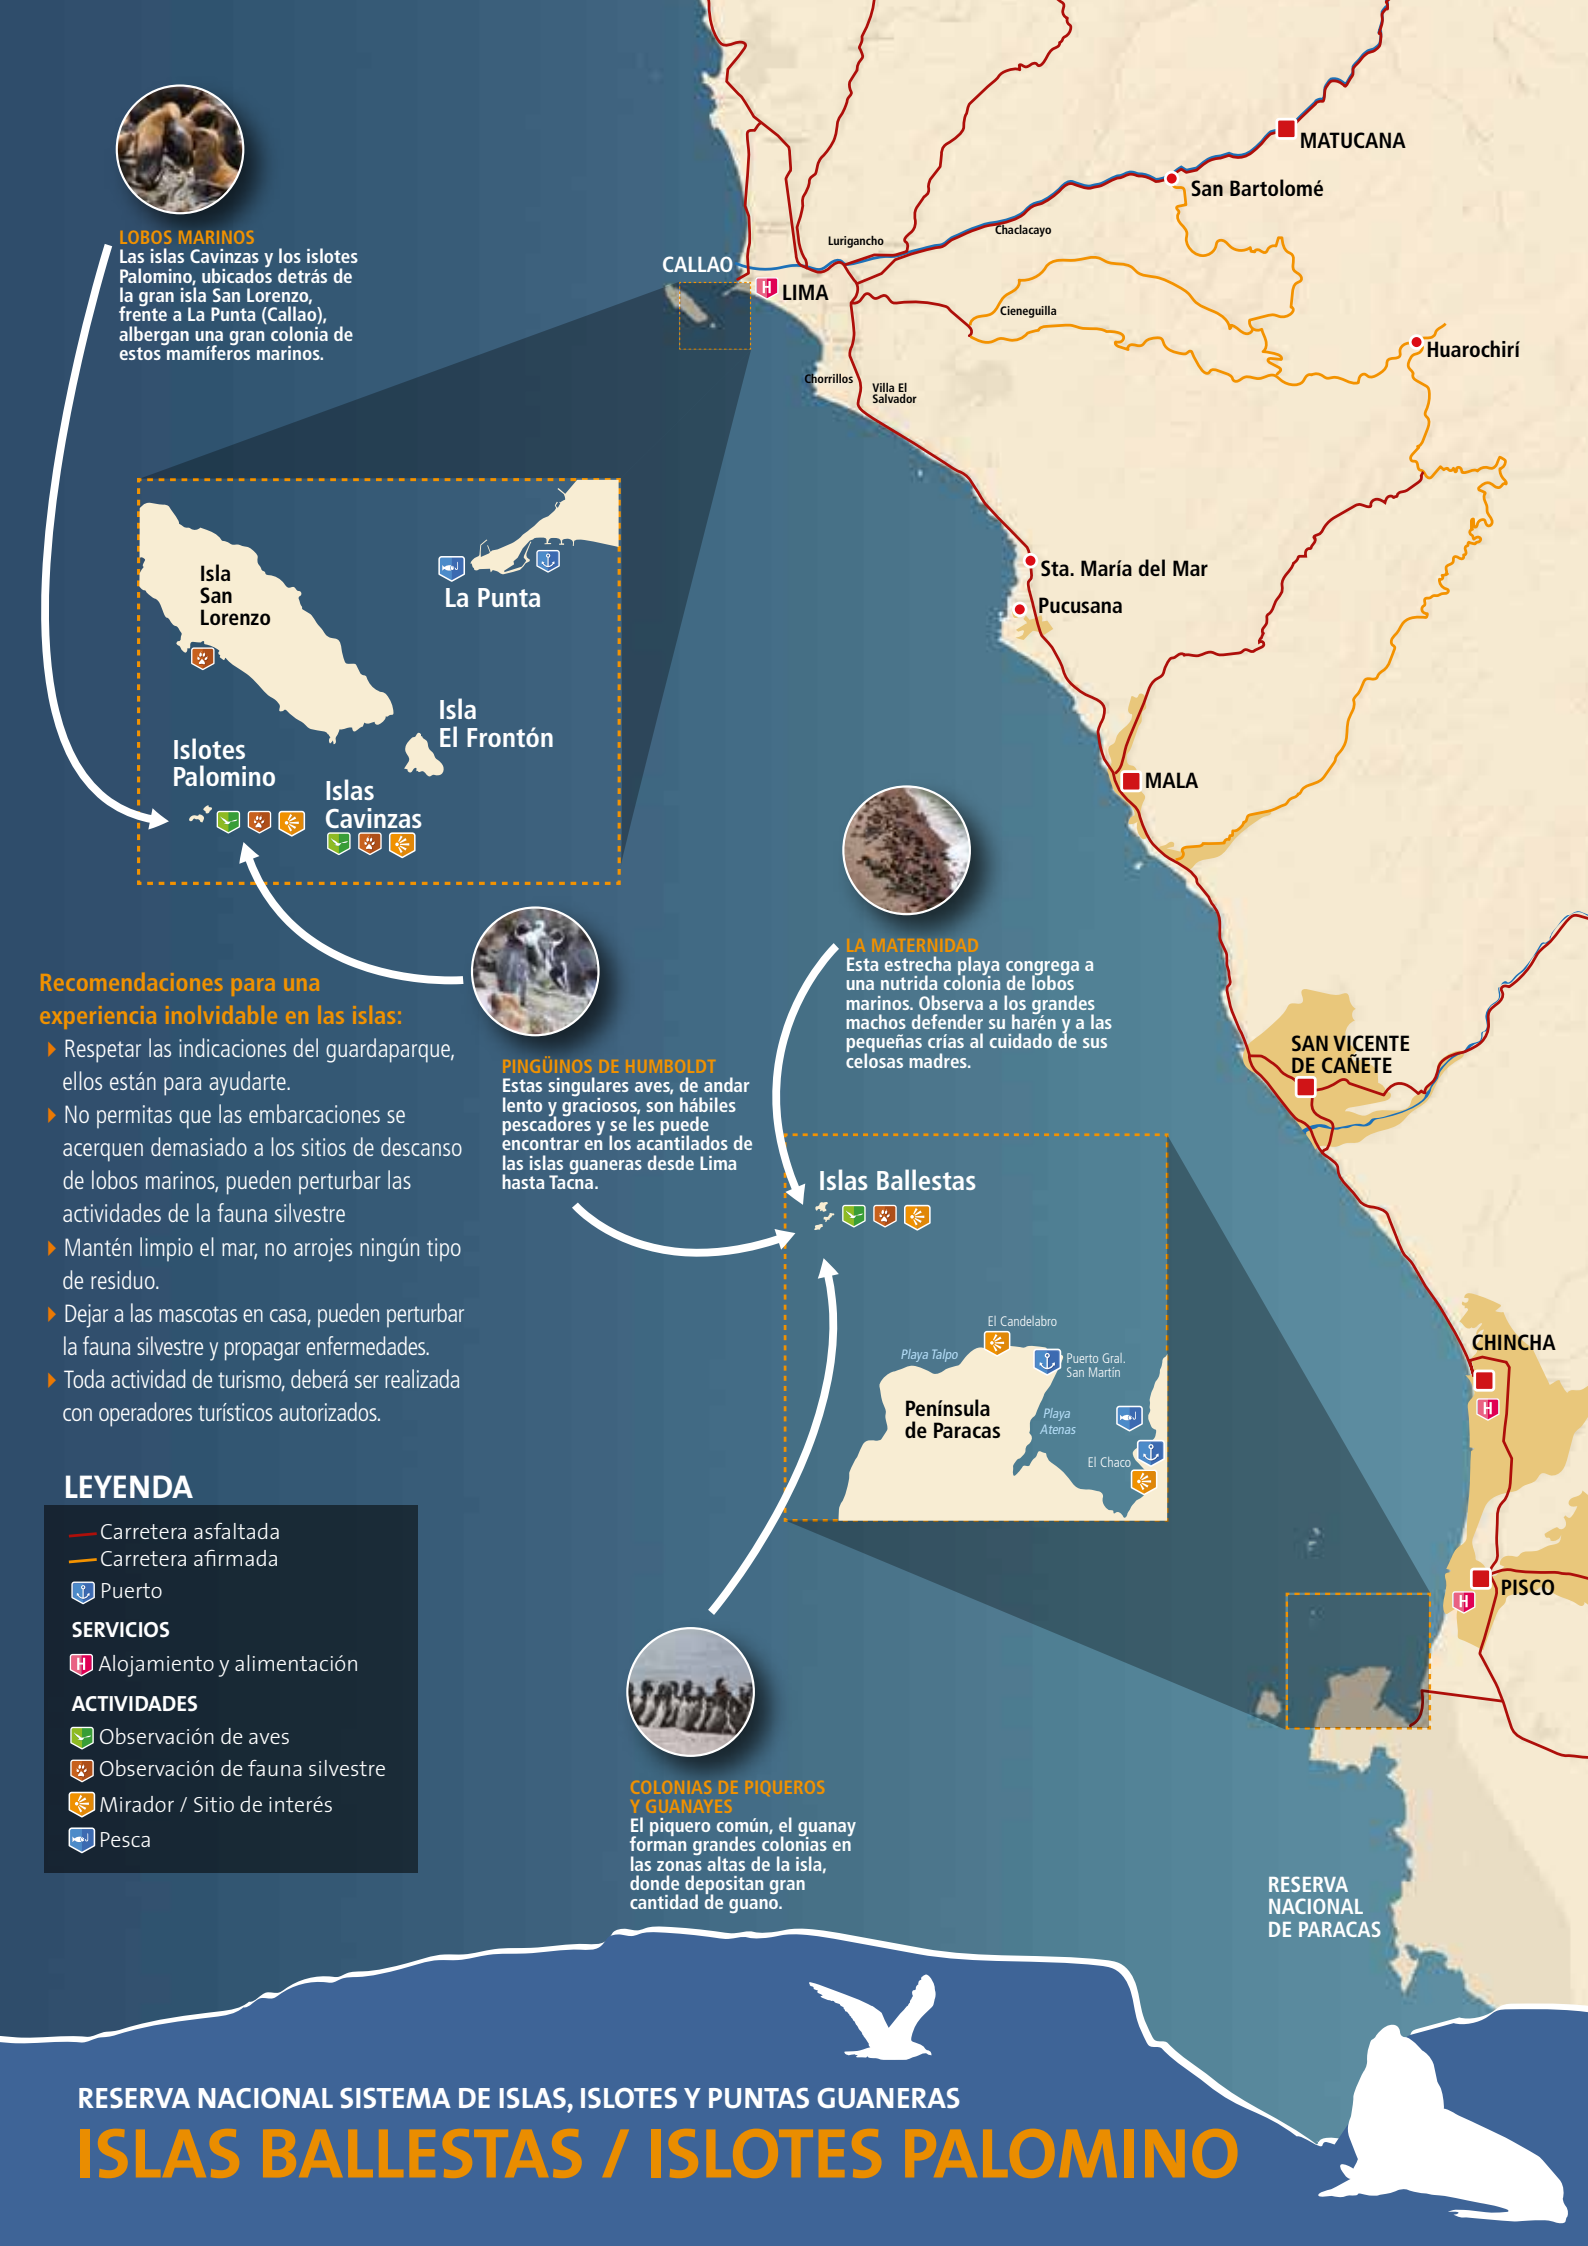 MATUCANA
San Bartolomé
LOBOS MARINOS
Las islas Cavinzas y los islotes
Palomino, ubicados detrás de
la gran isla San Lorenzo,
frente a La Punta (Callao),
albergan una gran colonia de
estos mamíferos marinos.
Chaclacayo
Lurigancho
CALLAO
H
LIMA
Cieneguilla
Huarochirí
Chorrillos
Villa El
Salvador
Isla
San
Lorenzo
La Punta
Isla
El Frontón
Islotes
Palomino
Islas
Cavinzas
Sta. María del Mar
Pucusana
MALA
LA MATERNIDAD
Esta estrecha playa congrega a
una nutrida colonia de lobos
marinos. Observa a los grandes
machos defender su harén y a las
pequeñas crías al cuidado de sus
celosas madres.
Recomendaciones para una
experiencia inolvidable en las islas:
Respetar las indicaciones del guardaparque,
ellos están para ayudarte.
No permitas que las embarcaciones se
acerquen demasiado a los sitios de descanso
de lobos marinos, pueden perturbar las
actividades de la fauna silvestre
Mantén limpio el mar, no arrojes ningún tipo
de residuo.
Dejar a las mascotas en casa, pueden perturbar
la fauna silvestre y propagar enfermedades.
Toda actividad de turismo, deberá ser realizada
con operadores turísticos autorizados.
PINGÜINOS DE HUMBOLDT
Estas singulares aves, de andar
lento y graciosos, son hábiles
pescadores y se les puede
encontrar en los acantilados de
las islas guaneras desde Lima
hasta Tacna.
SAN VICENTE
DE CAÑETE
Islas Ballestas
El Candelabro
Playa Talpo
Puerto Gral.
San Martín
Península
de Paracas
Playa
Atenas
El Chaco
CHINCHA
H
PISCO
H
LEYENDA
Carretera asfaltada
Carretera afirmada
Puerto
SERVICIOS
H Alojamiento y alimentación
ACTIVIDADES
Observación de aves
Observación de fauna silvestre
Mirador / Sitio de interés
Pesca
COLONIAS DE PIQUEROS
Y GUANAYES
El piquero común, el guanay
forman grandes colonias en
las zonas altas de la isla,
donde depositan gran
cantidad de guano.
RESERVA
NACIONAL
DE PARACAS
RESERVA NACIONAL SISTEMA DE ISLAS, ISLOTES Y PUNTAS GUANERAS
ISLAS BALLESTAS / ISLOTES PALOMINO